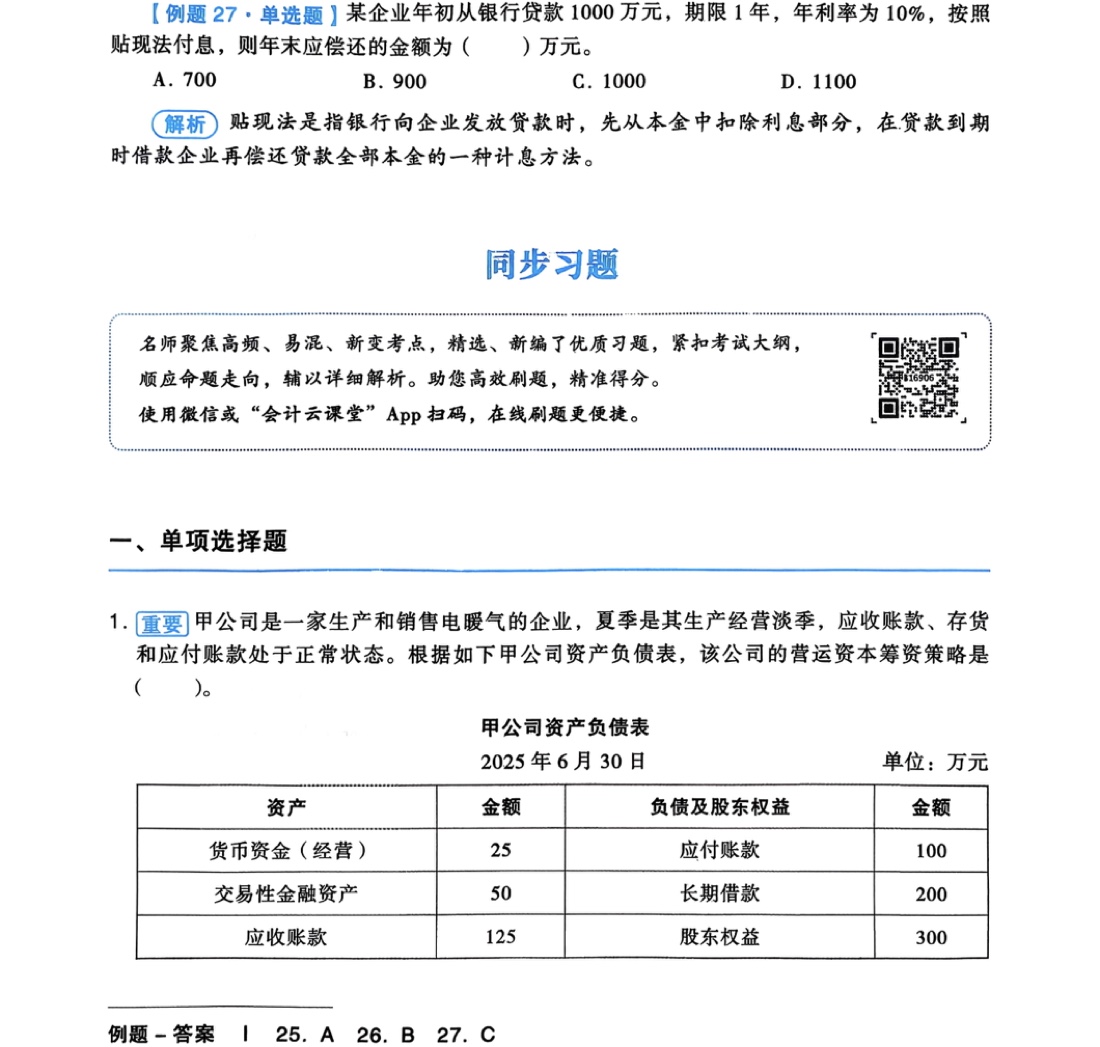 【例题 27·单选题】某企业年初从银行贷款 1000 万元，期限 1 年，年利率为 10%，按照
贴现法付息，则年末应偿还的金额为（　　）万元。
A. 700　B. 900　C. 1000　D. 1100
解析 贴现法是指银行向企业发放贷款时，先从本金中扣除利息部分，在贷款到期
时借款企业再偿还贷款全部本金的一种计息方法。
同步习题
名师聚焦高频、易混、新变考点，精选、新编了优质习题，紧扣考试大纲，
顺应命题走向，辅以详细解析。助您高效刷题，精准得分。
使用微信或“会计云课堂”App 扫码，在线刷题更便捷。
16906
一、单项选择题
1. 重要 甲公司是一家生产和销售电暖气的企业，夏季是其生产经营淡季，应收账款、存货
和应付账款处于正常状态。根据如下甲公司资产负债表，该公司的营运资本筹资策略是
（　　）。
甲公司资产负债表
2025 年 6 月 30 日　单位：万元
资产　金额　负债及股东权益　金额
货币资金（经营）　25　应付账款　100
交易性金融资产　50　长期借款　200
应收账款　125　股东权益　300
例题－答案　|　25. A　26. B　27. C